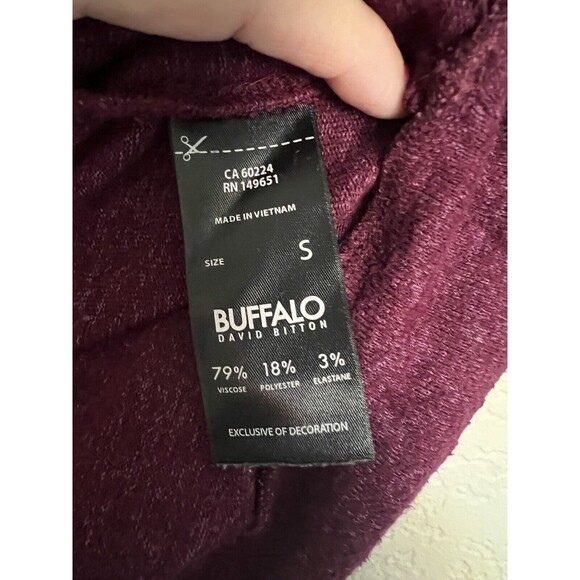 CA 60224
RN 149651
MADE IN VIETNAM
SIZE S
BUFFALO
DAVID BITTON
79% 18% 3%
VISCOSE POLYESTER ELASTANE
EXCLUSIVE OF DECORATION